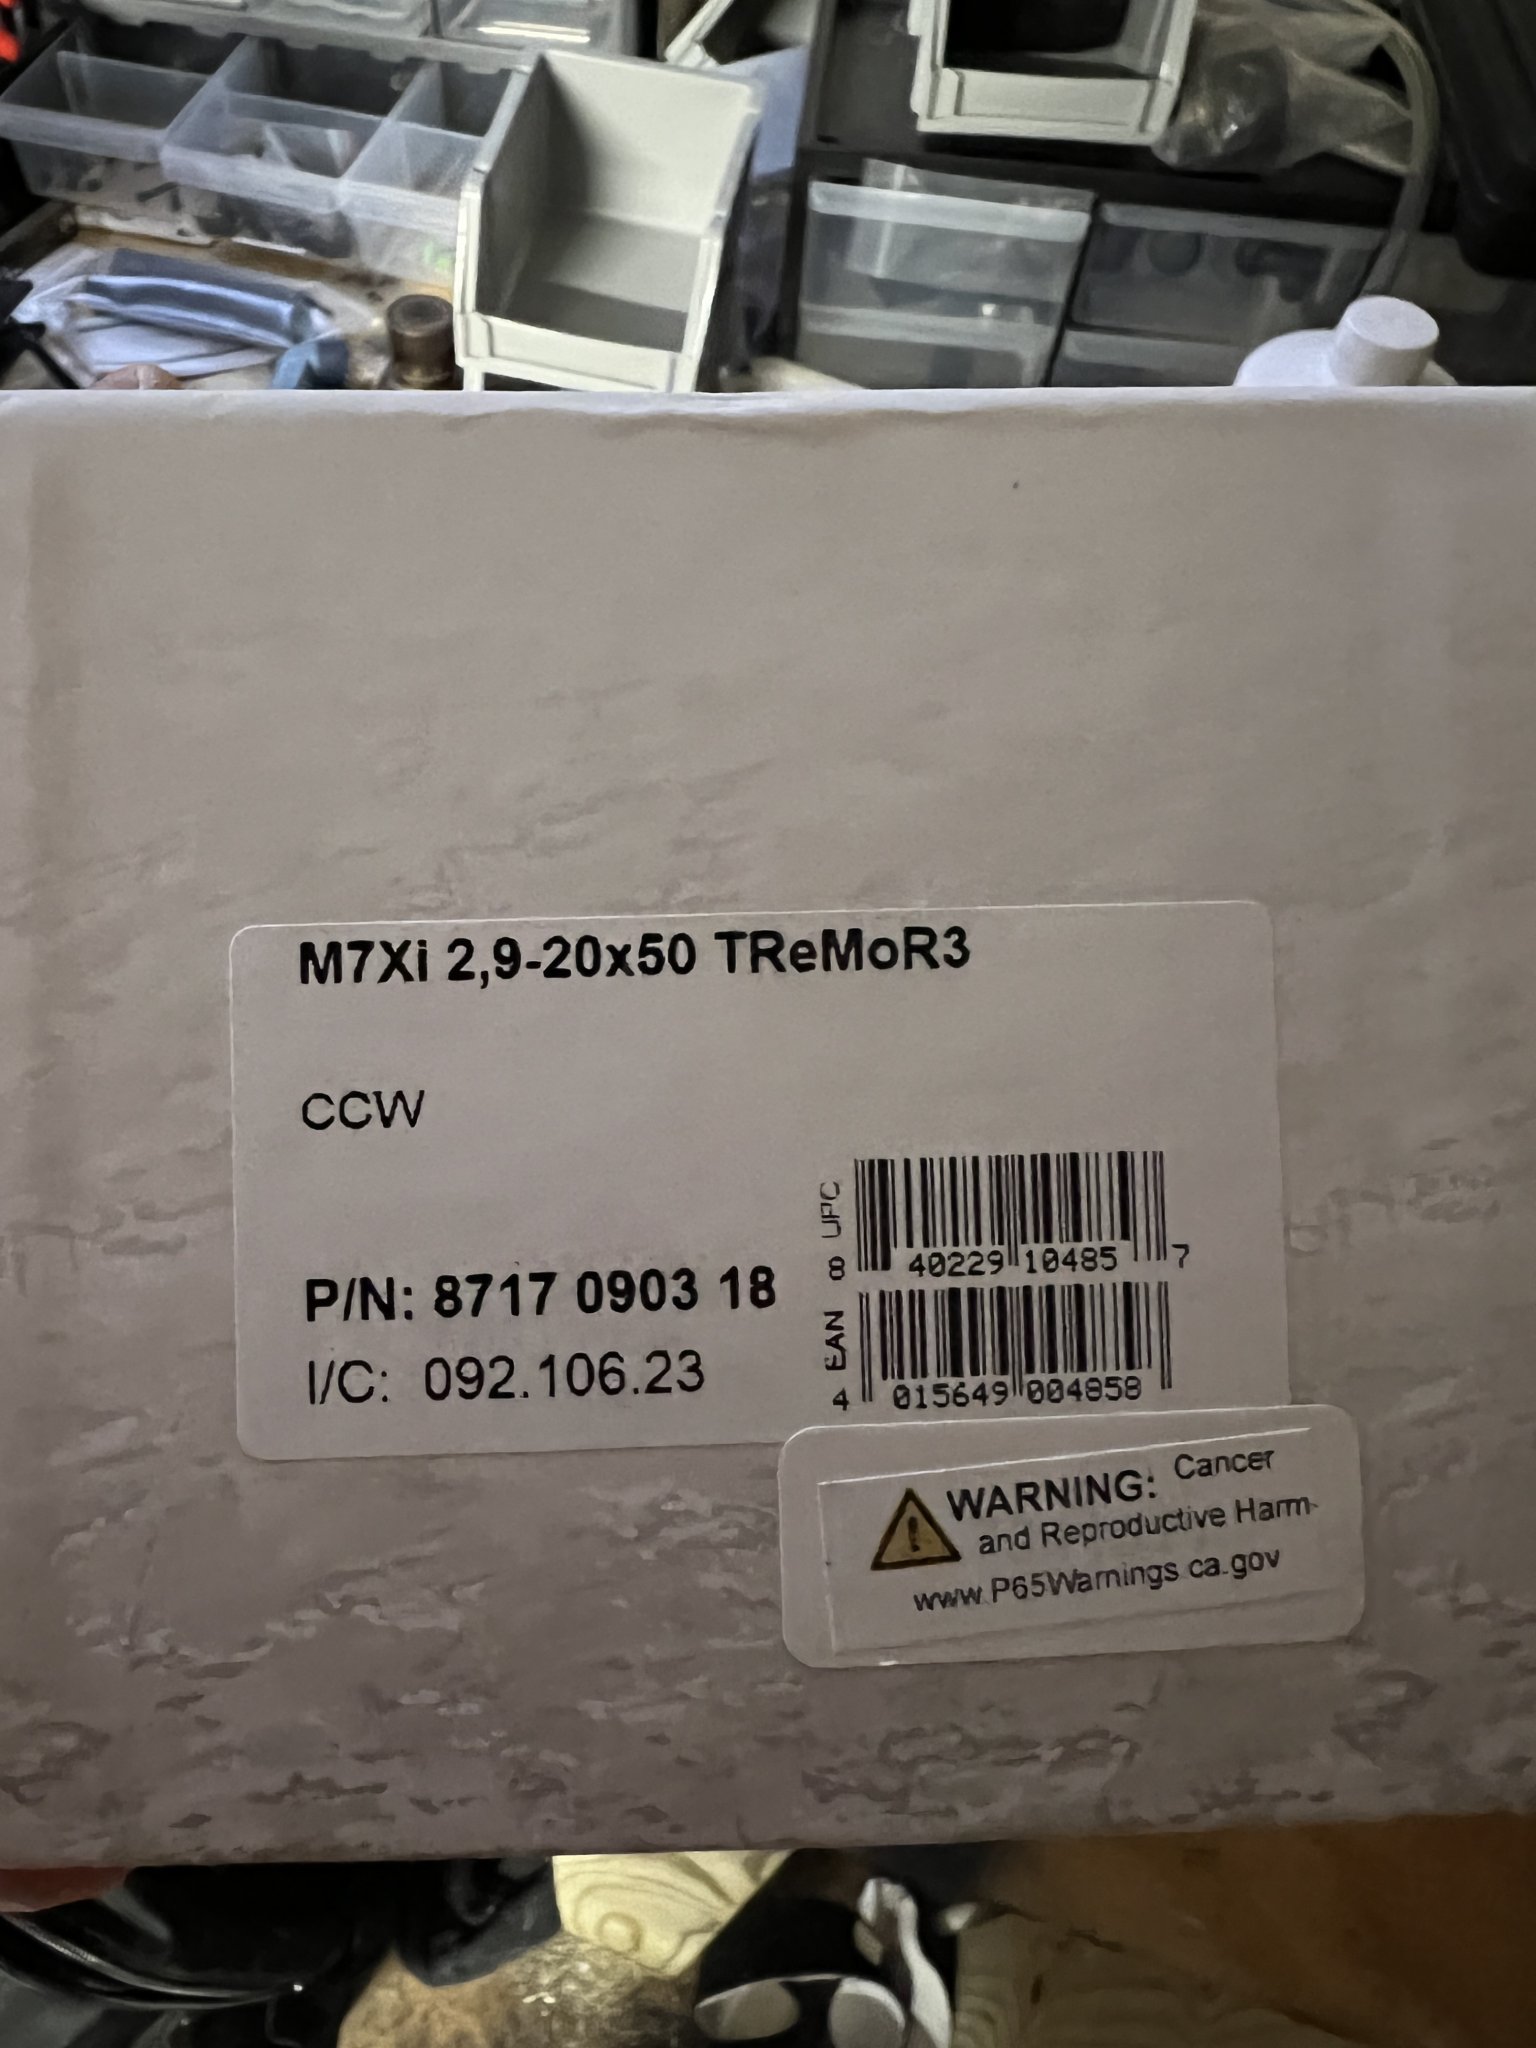 M7Xi 2,9-20x50 TReMoR3
CCW
P/N: 8717 0903 18
I/C: 092.106.23
UPC
8 40229 10485 7
EAN
4 015649 004858
WARNING: Cancer
and Reproductive Harm-
www.P65Warnings.ca.gov